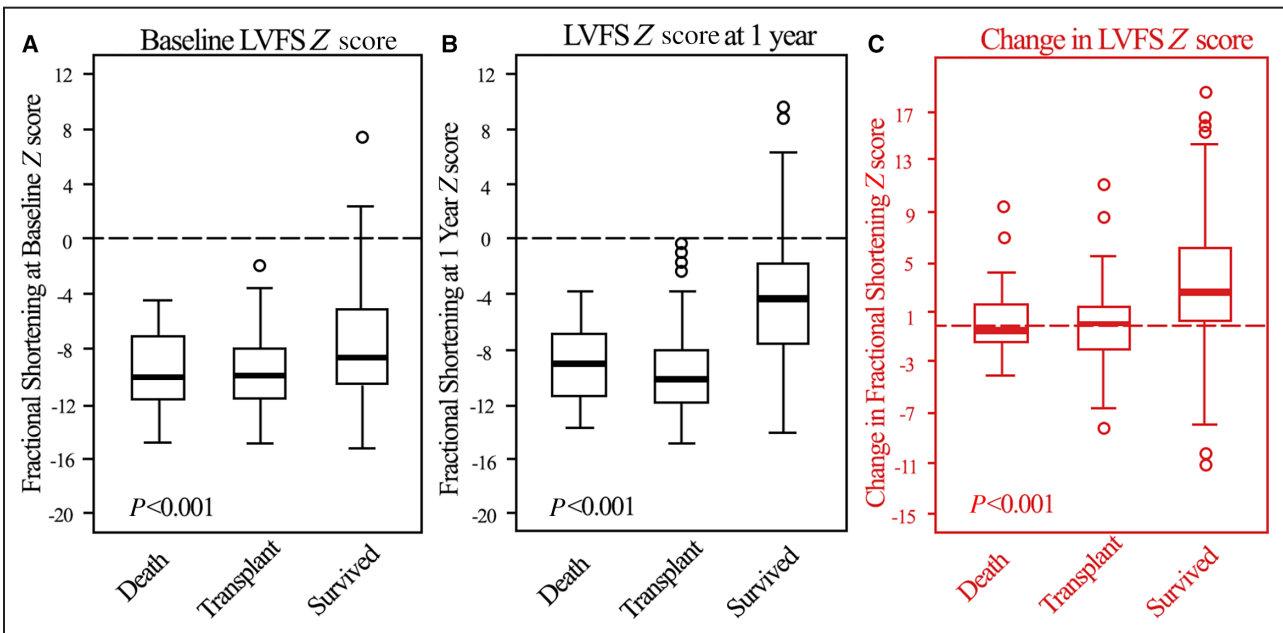 A
Baseline LVFS Z score
Fractional Shortening at Baseline Z score
12
8
4
0
-4
-8
-12
-16
-20
P<0.001
Death
Transplant
Survived
B
LVFS Z score at 1 year
Fractional Shortening at 1 Year Z score
12
8
4
0
-4
-8
-12
-16
-20
P<0.001
Death
Transplant
Survived
C
Change in LVFS Z score
Change in Fractional Shortening Z score
17
13
9
5
1
-3
-7
-11
-15
P<0.001
Death
Transplant
Survived